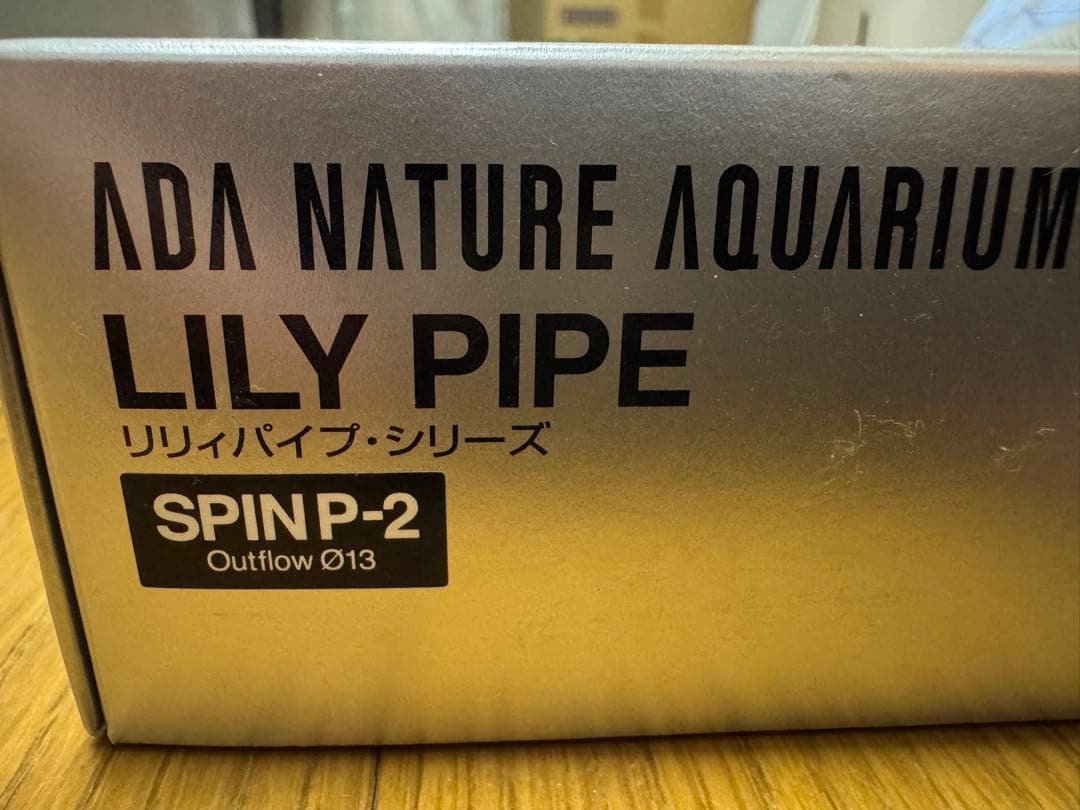 ADA NATURE AQUARIUM
LILY PIPE
リリィパイプ・シリーズ
SPIN P-2
Outflow Ø13